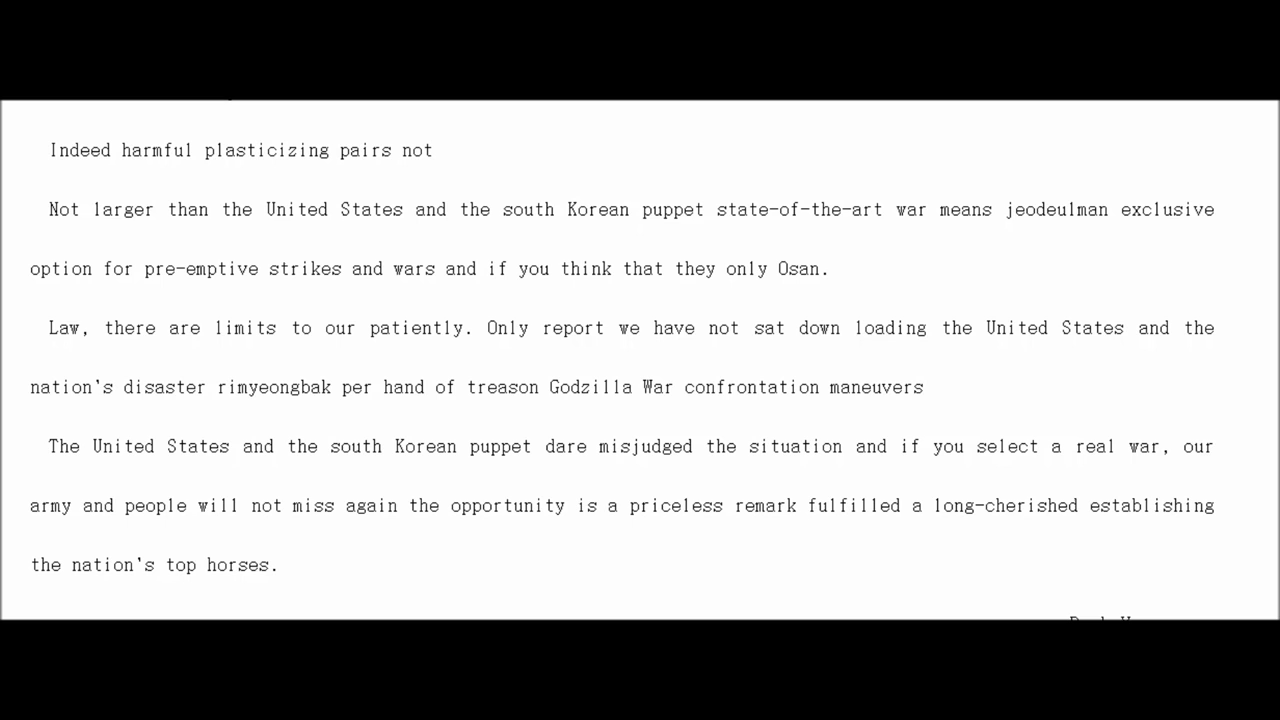 Indeed harmful plasticizing pairs not
Not larger than the United States and the south Korean puppet state-of-the-art war means jeodeulman exclusive
option for pre-emptive strikes and wars and if you think that they only Osan.
Law, there are limits to our patiently. Only report we have not sat down loading the United States and the
nation's disaster rimyeongbak per hand of treason Godzilla War confrontation maneuvers
The United States and the south Korean puppet dare misjudged the situation and if you select a real war, our
army and people will not miss again the opportunity is a priceless remark fulfilled a long-cherished establishing
the nation's top horses.